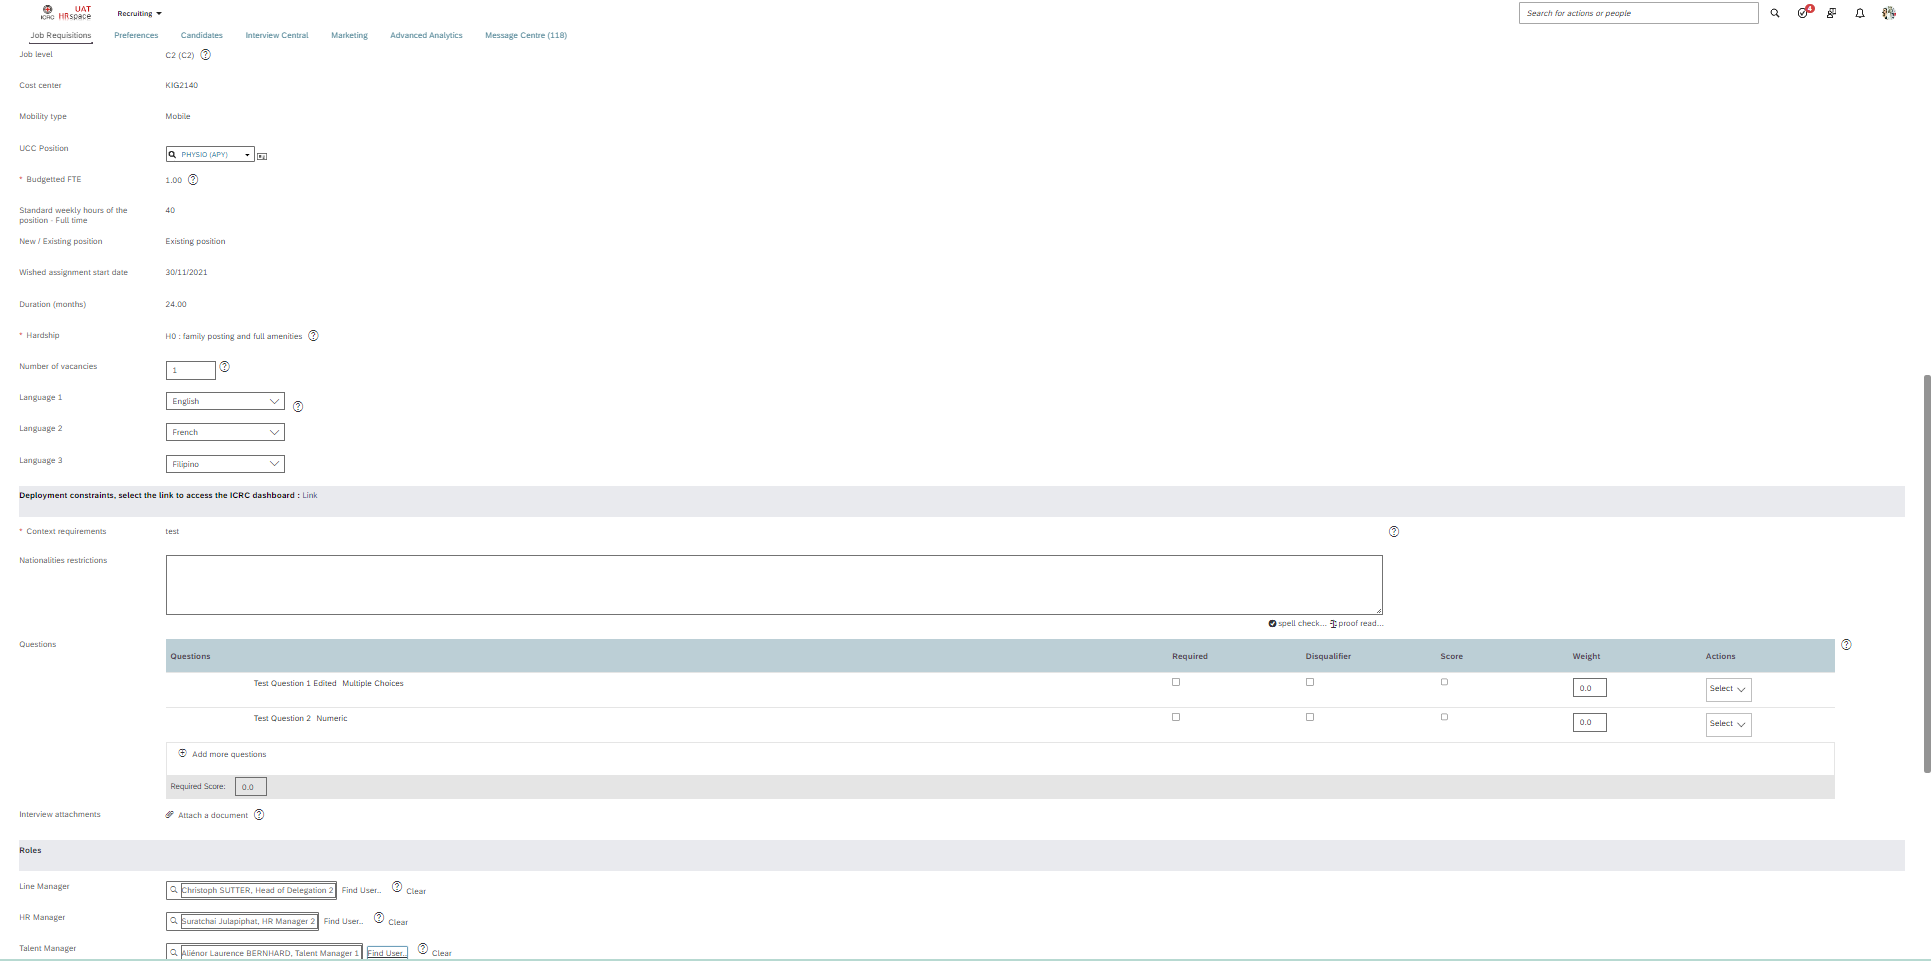 ICRC UAT HRspace Recruiting Search for actions or people 4
Job Requisitions Preferences Candidates Interview Central Marketing Advanced Analytics Message Centre (118)
Job level C2 (C2)
Cost center KIG2140
Mobility type Mobile
UCC Position PHYSIO (APY)
* Budgetted FTE 1.00
Standard weekly hours of the
position - Full time 40
New / Existing position Existing position
Wished assignment start date 30/11/2021
Duration (months) 24.00
* Hardship H0 : family posting and full amenities
Number of vacancies 1
Language 1 English
Language 2 French
Language 3 Filipino
Deployment constraints, select the link to access the ICRC dashboard : Link
* Context requirements test
Nationalities restrictions
spell check... proof read...
Questions
Questions Required Disqualifier Score Weight Actions
Test Question 1 Edited Multiple Choices 0.0 Select
Test Question 2 Numeric 0.0 Select
Add more questions
Required Score: 0.0
Interview attachments Attach a document
Roles
Line Manager Christoph SUTTER, Head of Delegation 2 Find User.. Clear
HR Manager Suratchai Julapiphat, HR Manager 2 Find User.. Clear
Talent Manager Aliénor Laurence BERNHARD, Talent Manager 1 Find User.. Clear